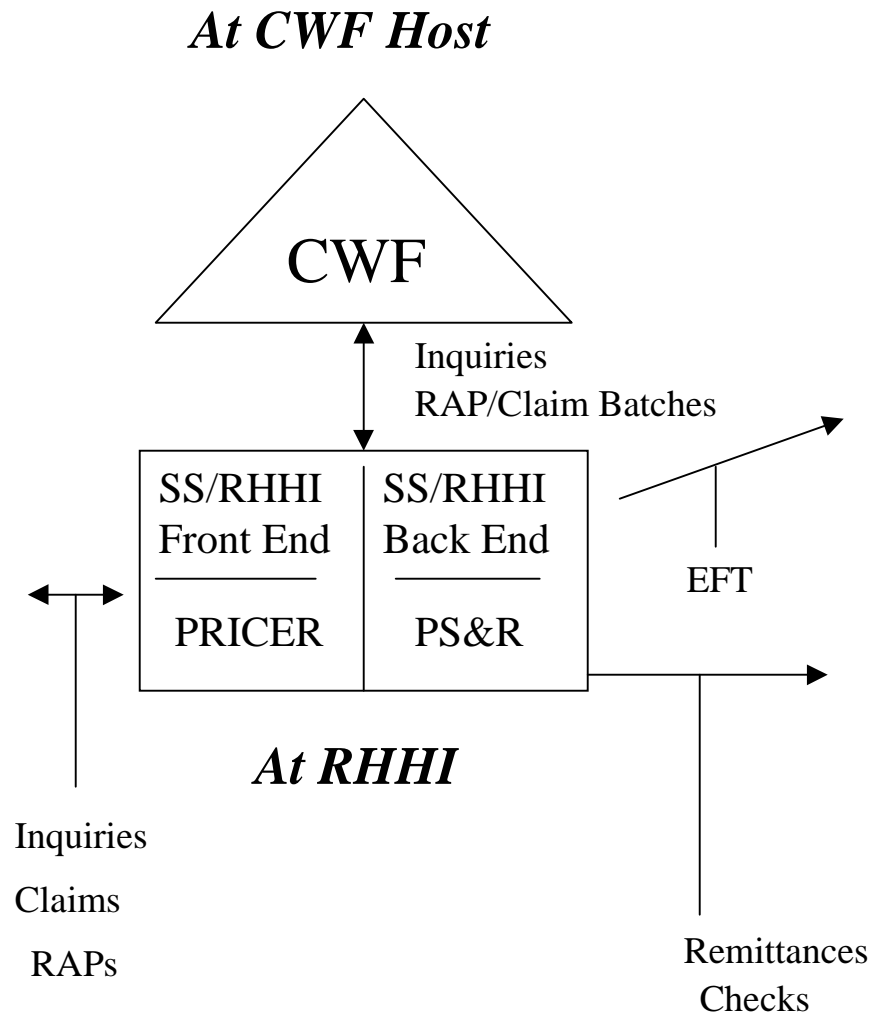 At CWF Host
CWF
Inquiries
RAP/Claim Batches
SS/RHHI
Front End
PRICER
SS/RHHI
Back End
PS&R
EFT
At RHHI
Inquiries
Claims
RAPs
Remittances
Checks